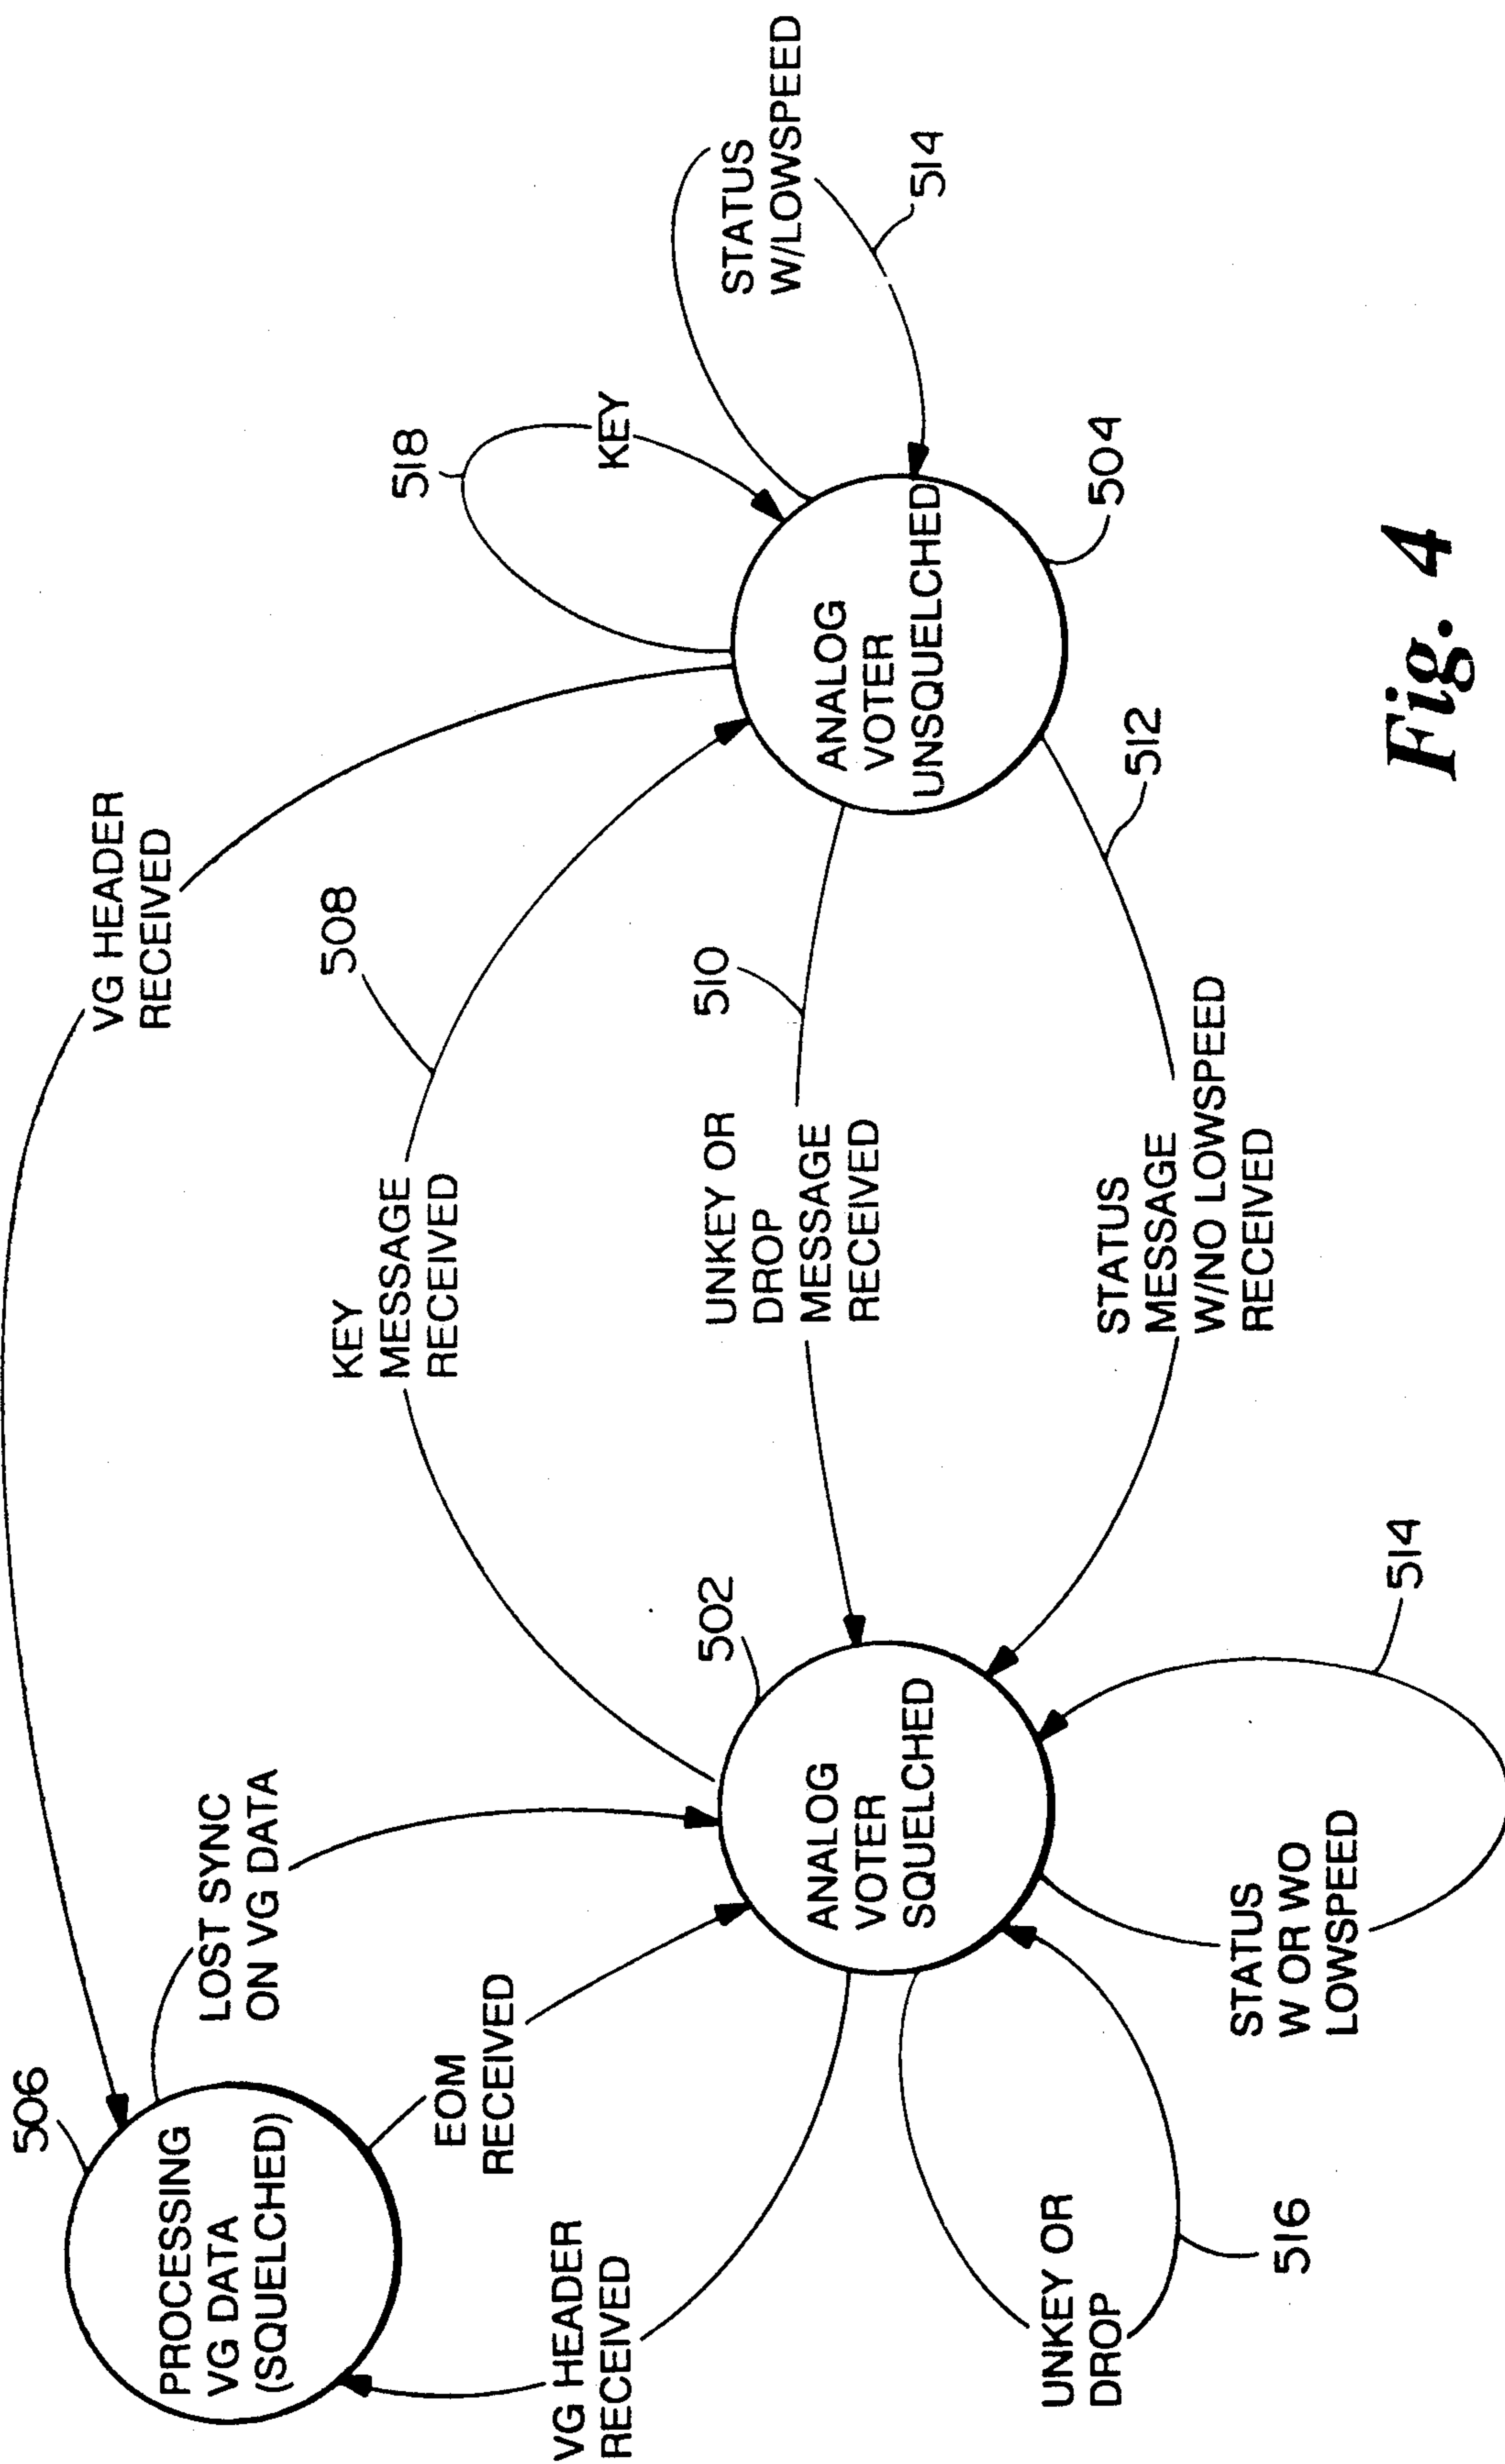 506
PROCESSING
VG DATA
(SQUELCHED)
VG HEADER
RECEIVED
LOST SYNC
ON VG DATA
EOM
RECEIVED
VG HEADER
RECEIVED
KEY
MESSAGE
RECEIVED
508
518
KEY
STATUS
W/LOWSPEED
514
502
ANALOG
VOTER
SQUELCHED
UNKEY OR
DROP
MESSAGE
RECEIVED
510
ANALOG
VOTER
UNSQUELCHED
504
UNKEY OR
DROP
516
STATUS
W OR WO
LOWSPEED
514
STATUS
MESSAGE
W/NO LOWSPEED
RECEIVED
512
Fig. 4